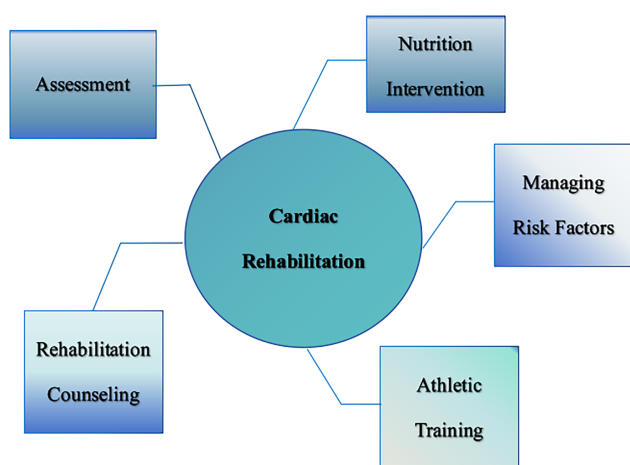 Assessment
Nutrition
Intervention
Managing
Risk Factors
Cardiac
Rehabilitation
Rehabilitation
Counseling
Athletic
Training